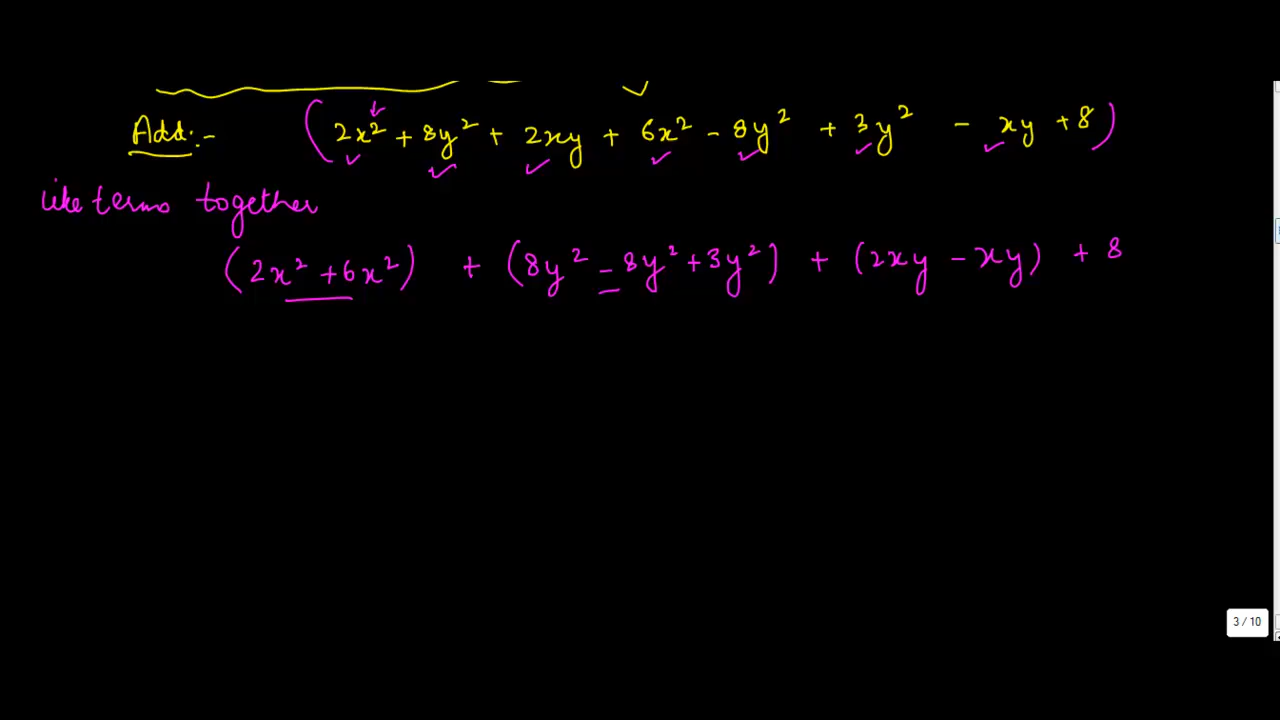 Add:- (2x² + 8y² + 2xy + 6x² - 8y² + 3y² - xy + 8)
like terms together
(2x² + 6x²) + (8y² - 8y² + 3y²) + (2xy - xy) + 8
3 / 10